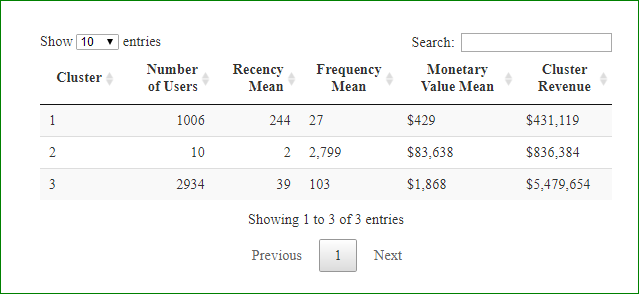 Show 10 entries Search:
Cluster Number of Users Recency Mean Frequency Mean Monetary Value Mean Cluster Revenue
1 1006 244 27 $429 $431,119
2 10 2 2,799 $83,638 $836,384
3 2934 39 103 $1,868 $5,479,654
Showing 1 to 3 of 3 entries
Previous 1 Next